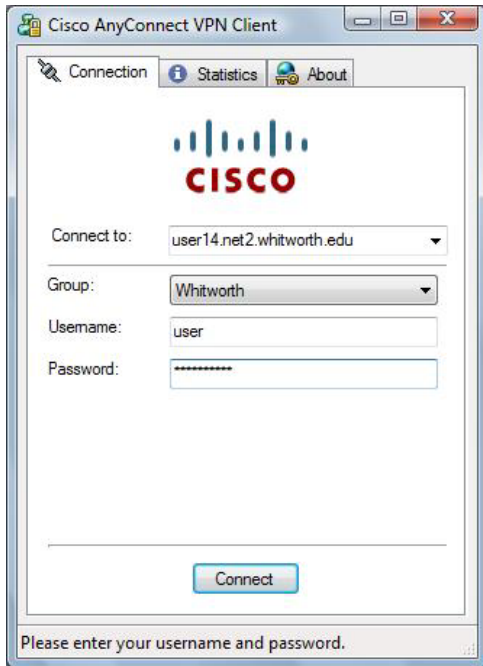 Cisco AnyConnect VPN Client
Connection Statistics About
CISCO
Connect to: user14.net2.whitworth.edu
Group: Whitworth
Username: user
Password: **********
Connect
Please enter your username and password.